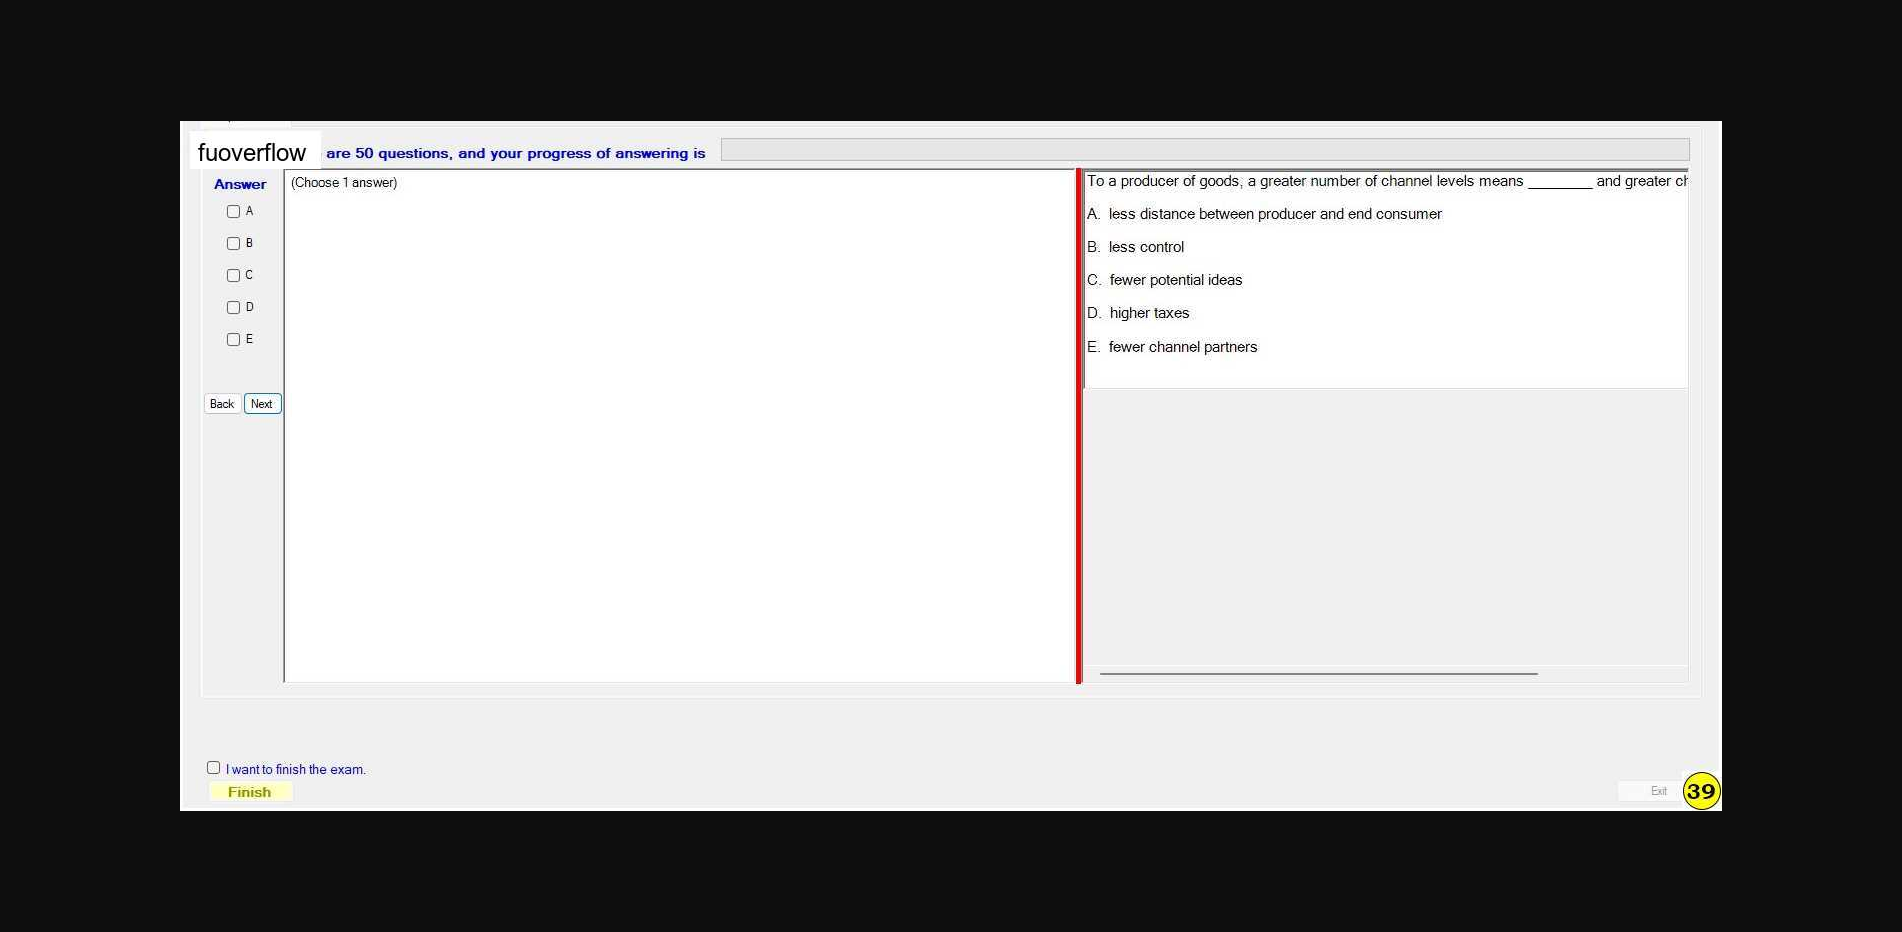 fuoverflow are 50 questions, and your progress of answering is
Answer
A
B
C
D
E
Back Next
(Choose 1 answer)
To a producer of goods, a greater number of channel levels means ________ and greater
A. less distance between producer and end consumer
B. less control
C. fewer potential ideas
D. higher taxes
E. fewer channel partners
I want to finish the exam.
Finish
Exit
39